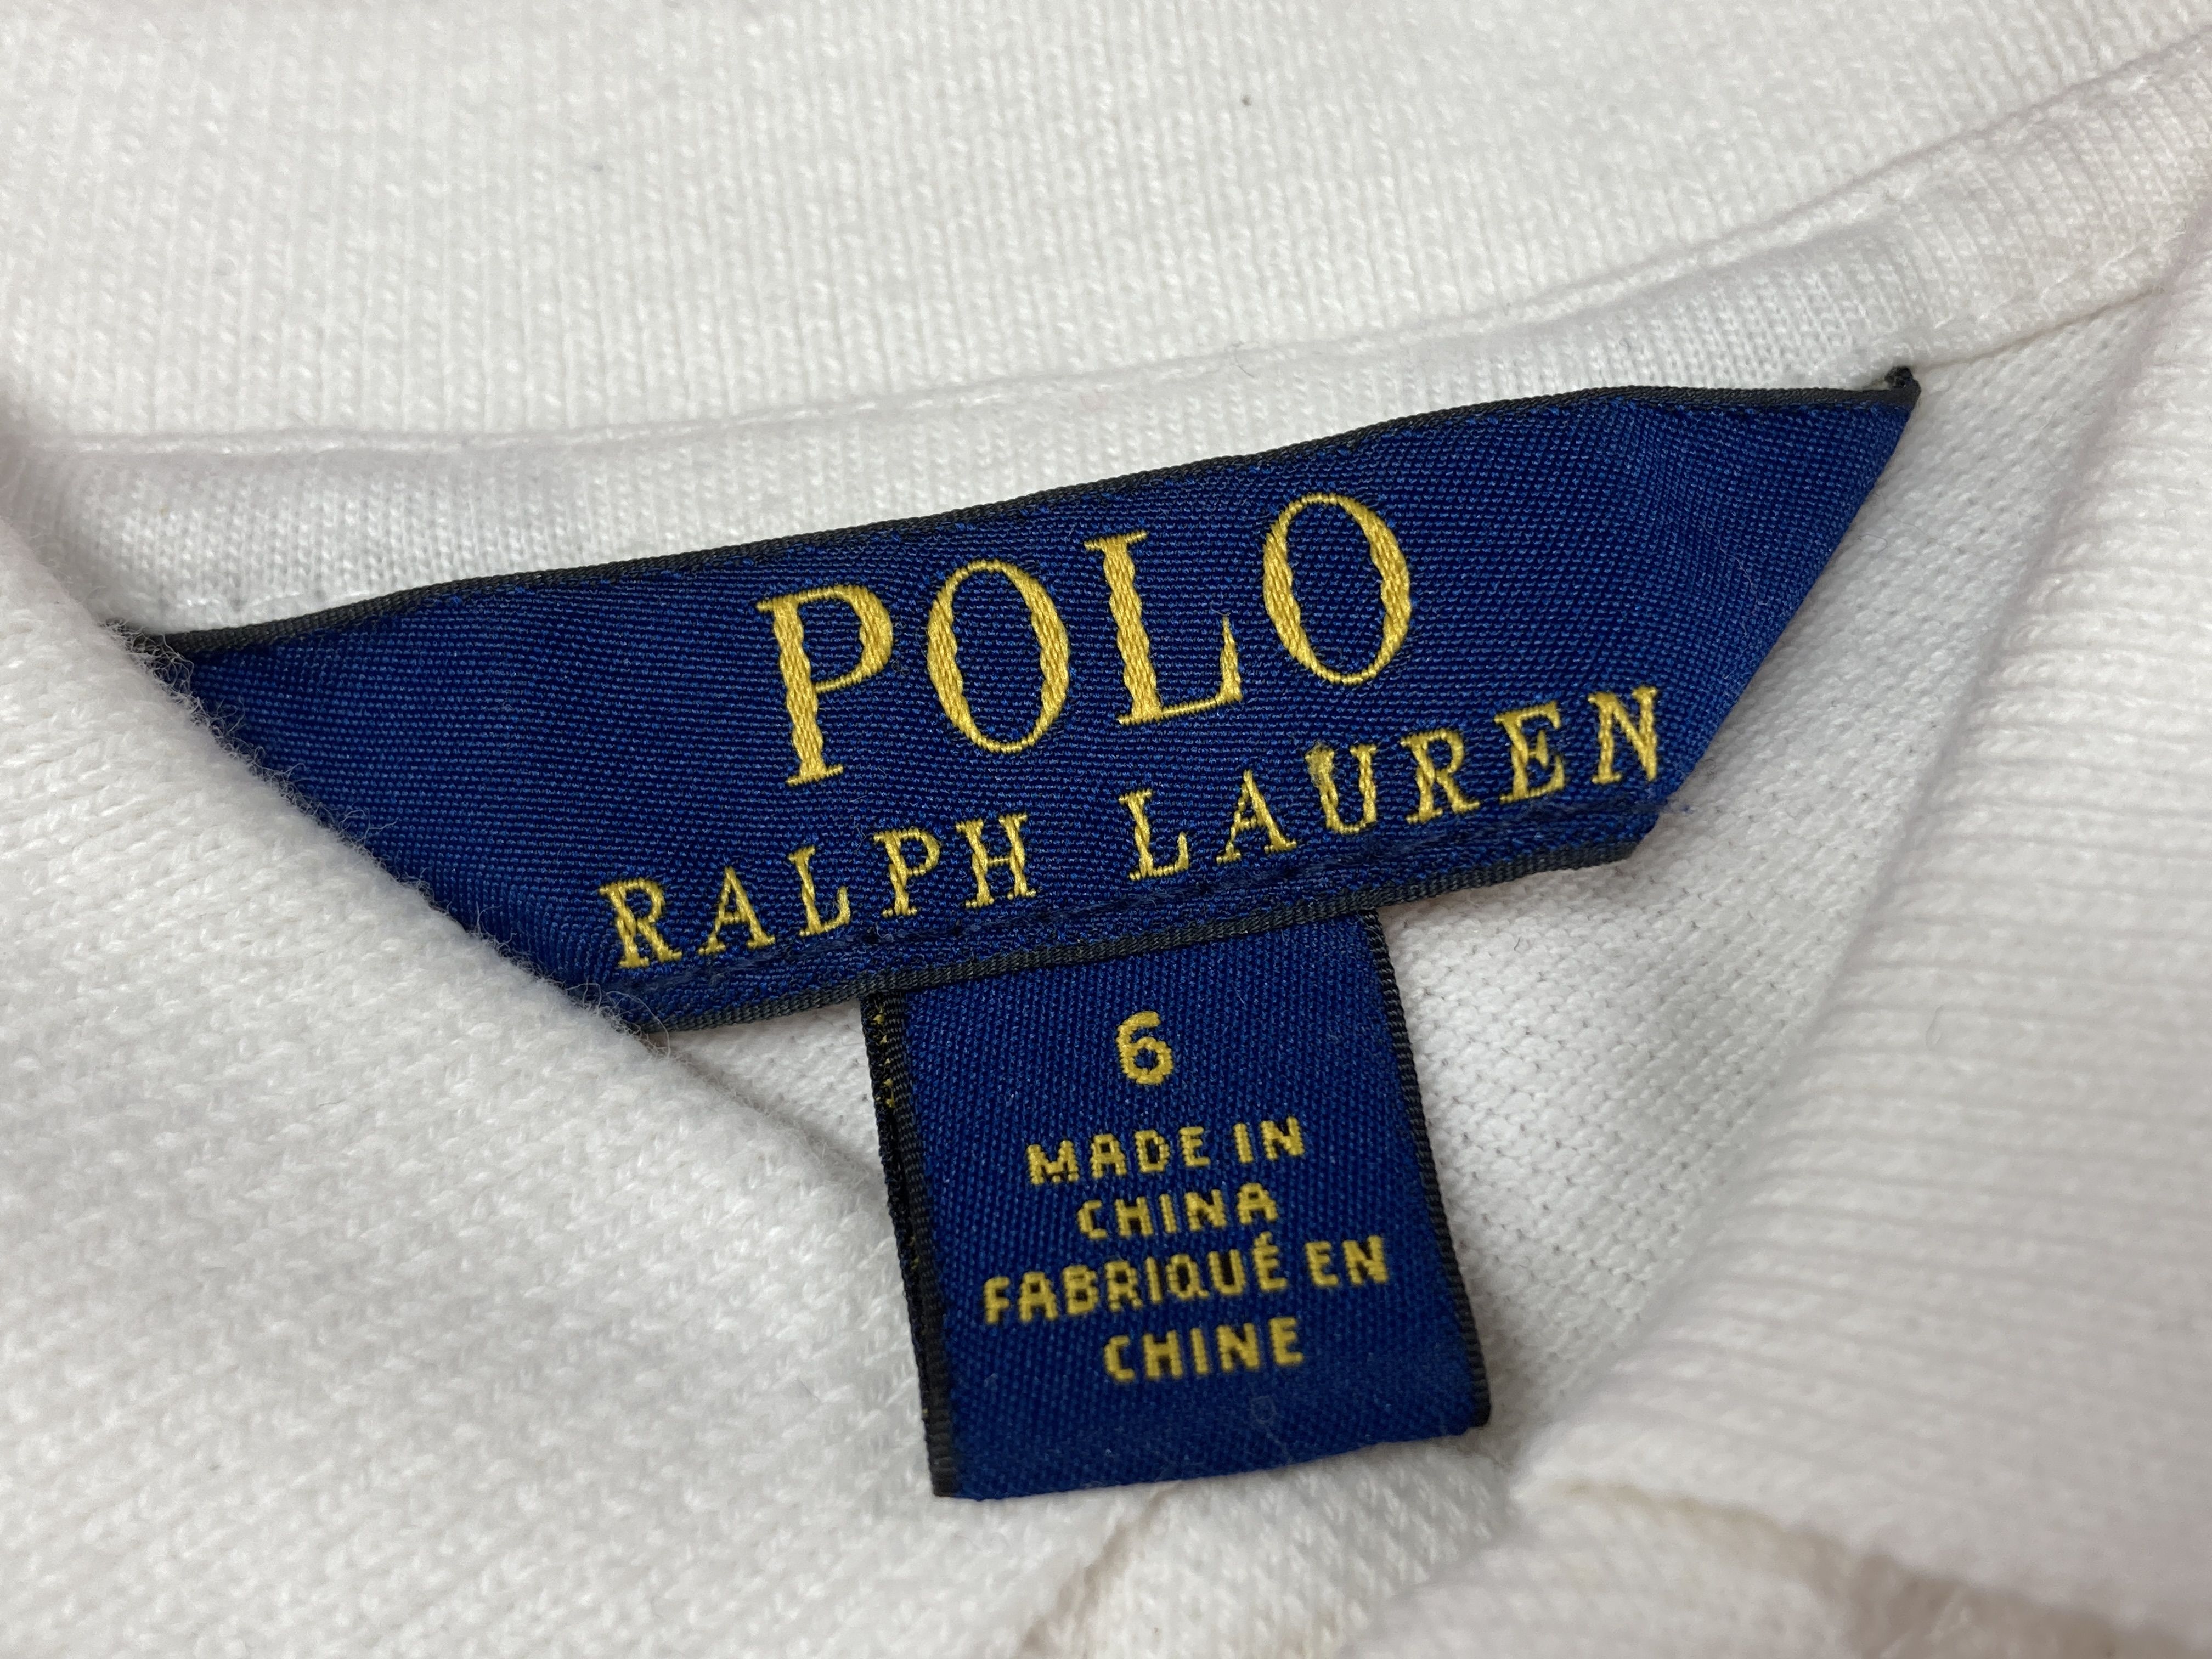 POLO
RALPH LAUREN
6
MADE IN
CHINA
FABRIQUÉ EN
CHINE